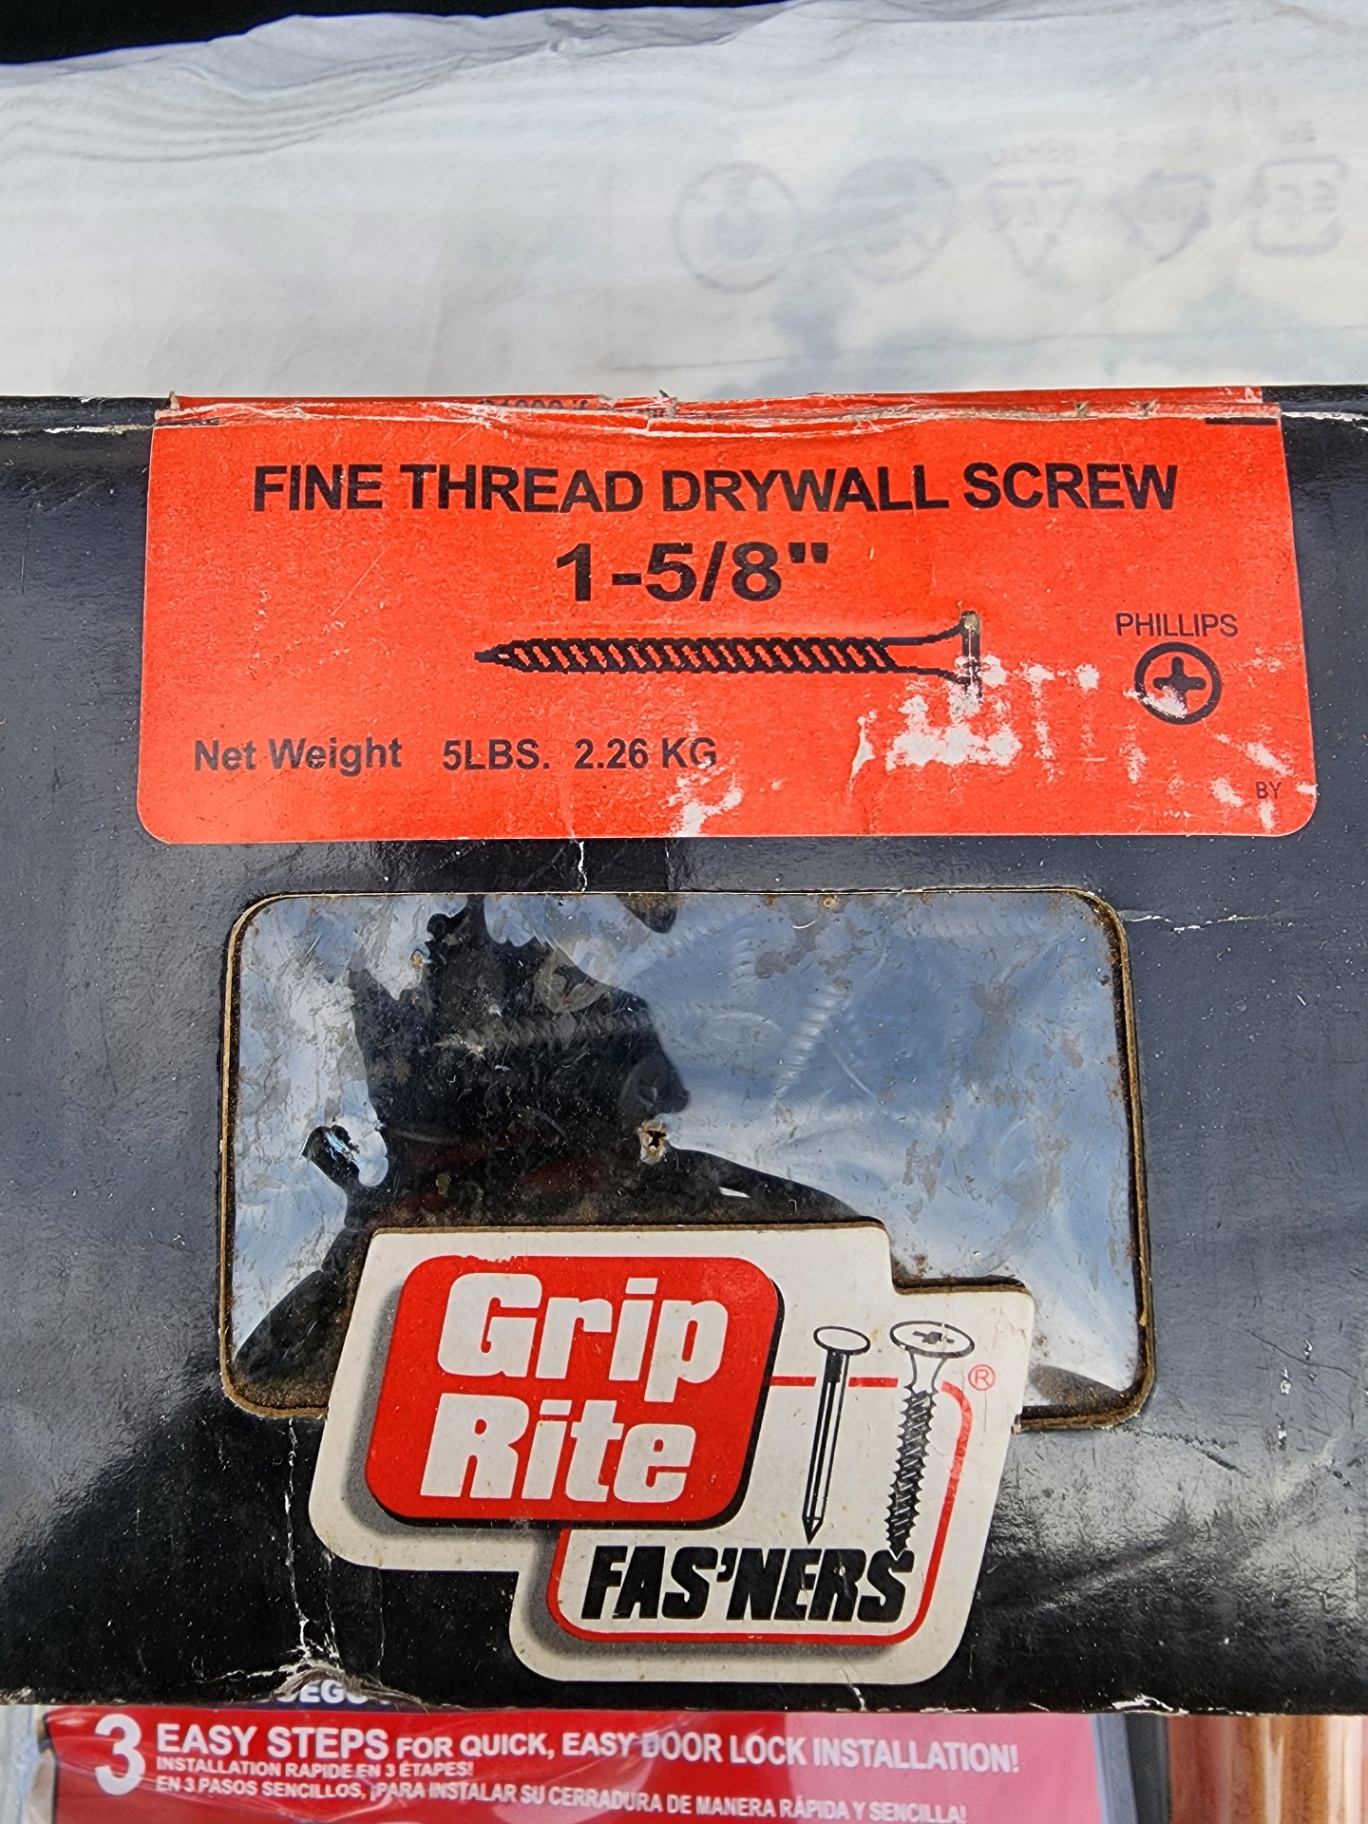 FINE THREAD DRYWALL SCREW
1-5/8"
PHILLIPS
Net Weight 5LBS. 2.26 KG
BY
Grip
Rite
®
FAS'NERS
3 EASY STEPS FOR QUICK, EASY DOOR LOCK INSTALLATION!
INSTALLATION RAPIDE EN 3 ÉTAPES!
EN 3 PASOS SENCILLOS, ¡PARA INSTALAR SU CERRADURA DE MANERA RÁPIDA Y SENCILLA!